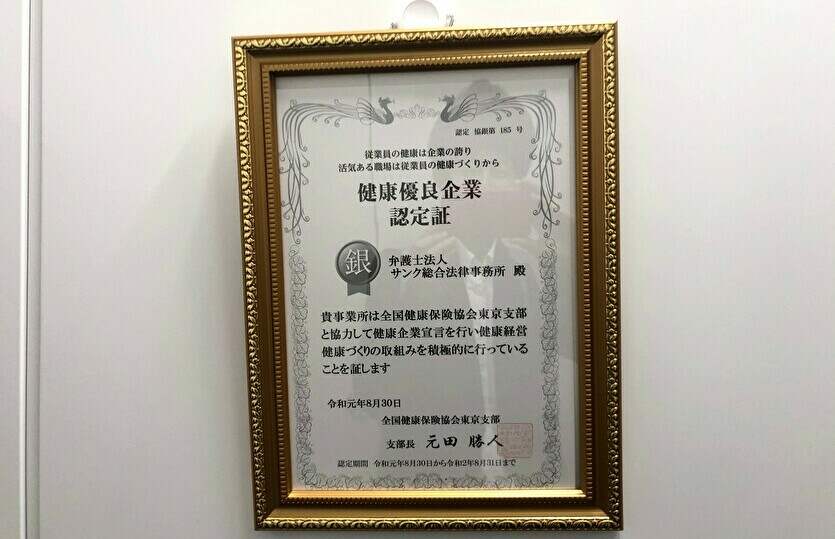 認定 協銀第 185 号
従業員の健康は企業の誇り
活気ある職場は従業員の健康づくりから
健康優良企業
認定証
銀
弁護士法人
サンク総合法律事務所 殿
貴事業所は全国健康保険協会東京支部
と協力して健康企業宣言を行い健康経営
健康づくりの取組みを積極的に行っている
ことを証します
令和元年8月30日
全国健康保険協会東京支部
支部長 元田 勝人
認定期間 令和元年8月30日から令和2年8月31日まで